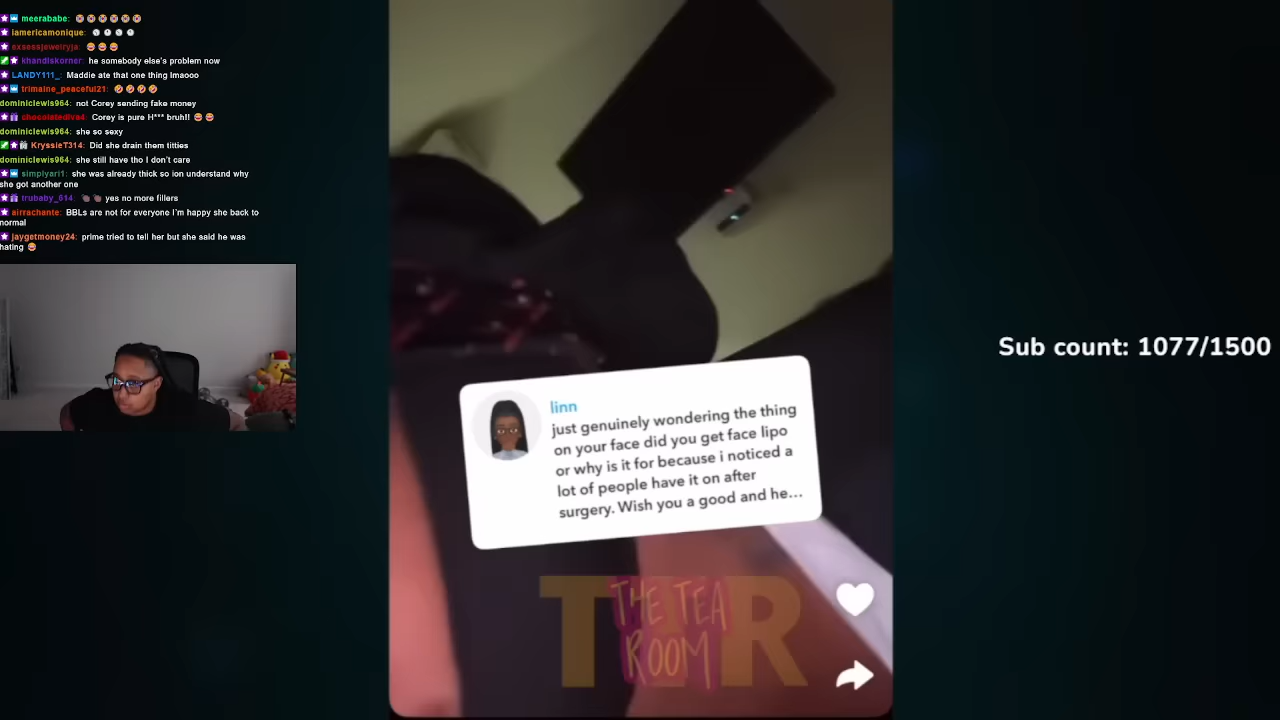 meerababe:
iamericamonique:
exsessjewelryja:
khandiskorner: he somebody else's problem now
LANDY111_: Maddie ate that one thing lmaooo
trimaine_peaceful21:
dominiclewis964: not Corey sending fake money
chocolatediva4: Corey is pure H*** bruh!!
dominiclewis964: she so sexy
KryssieT314: Did she drain them titties
dominiclewis964: she still have tho I don't care
simplyari1: she was already thick so ion understand why
she got another one
trubaby_614: yes no more fillers
airrachante: BBLs are not for everyone I'm happy she back to
normal
jaygetmoney24: prime tried to tell her but she said he was
hating
Sub count: 1077/1500
linn
just genuinely wondering the thing
on your face did you get face lipo
or why is it for because i noticed a
lot of people have it on after
surgery. Wish you a good and he...
T R
THE TEA
ROOM